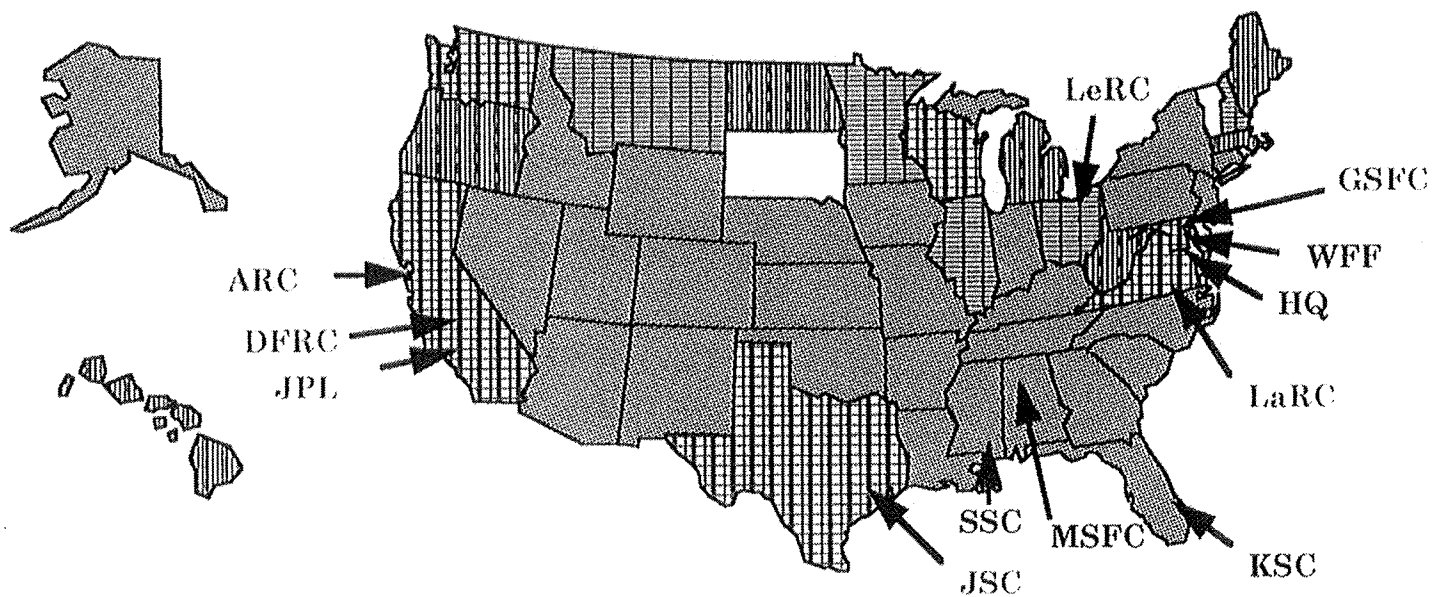 LeRC
GSFC
WFF
ARC
HQ
DFRC
JPL
LaRC
SSC
MSFC
KSC
JSC